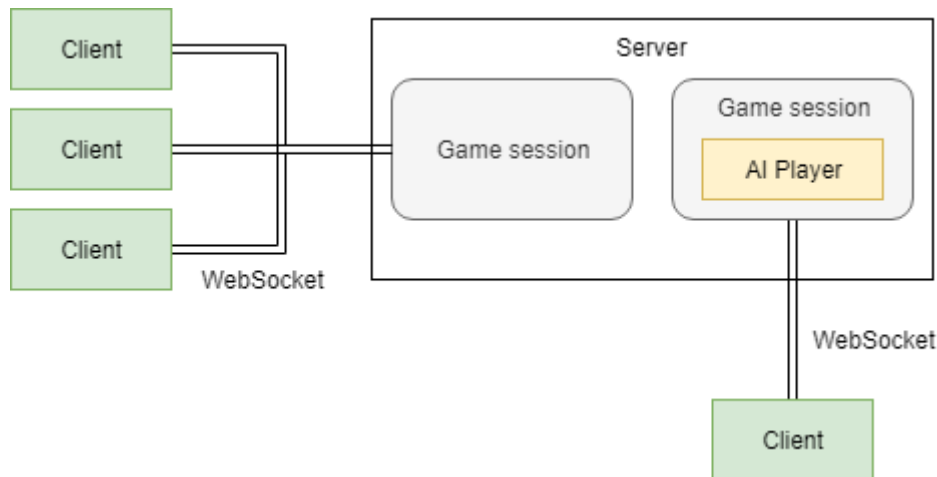 Client
Client
Client
WebSocket
Server
Game session
Game session
AI Player
WebSocket
Client